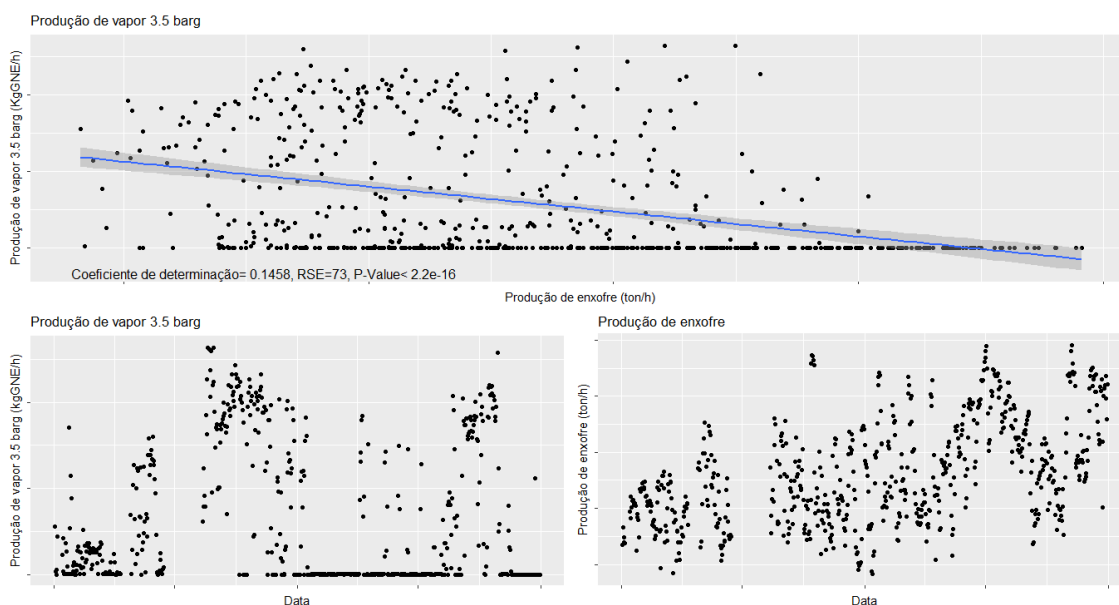 Produção de vapor 3.5 barg
Produção de vapor 3.5 barg (KgGNE/h)
Coeficiente de determinação= 0.1458, RSE=73, P-Value< 2.2e-16
Produção de enxofre (ton/h)
Produção de vapor 3.5 barg
Produção de vapor 3.5 barg (kgGNE/h)
Data
Produção de enxofre
Produção de enxofre (ton/h)
Data